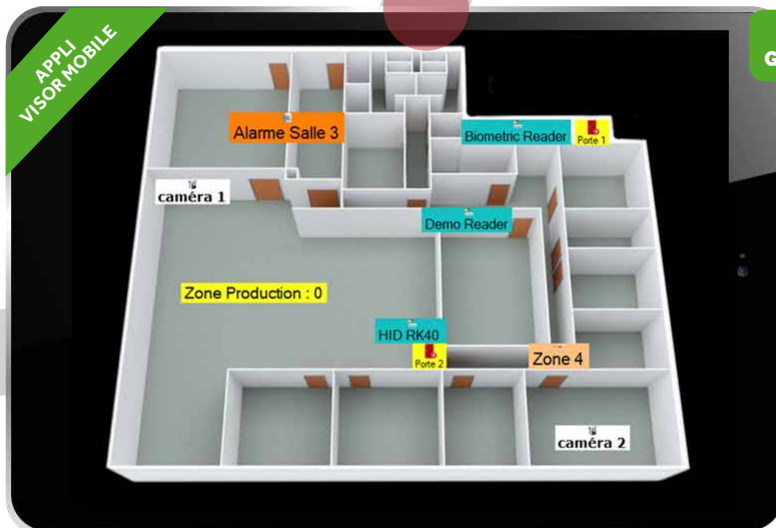 APPLI
VISOR MOBILE
G
Alarme Salle 3
Biometric Reader
Porte 1
caméra 1
Demo Reader
Zone Production : 0
HID RK40
Porte 2
Zone 4
caméra 2